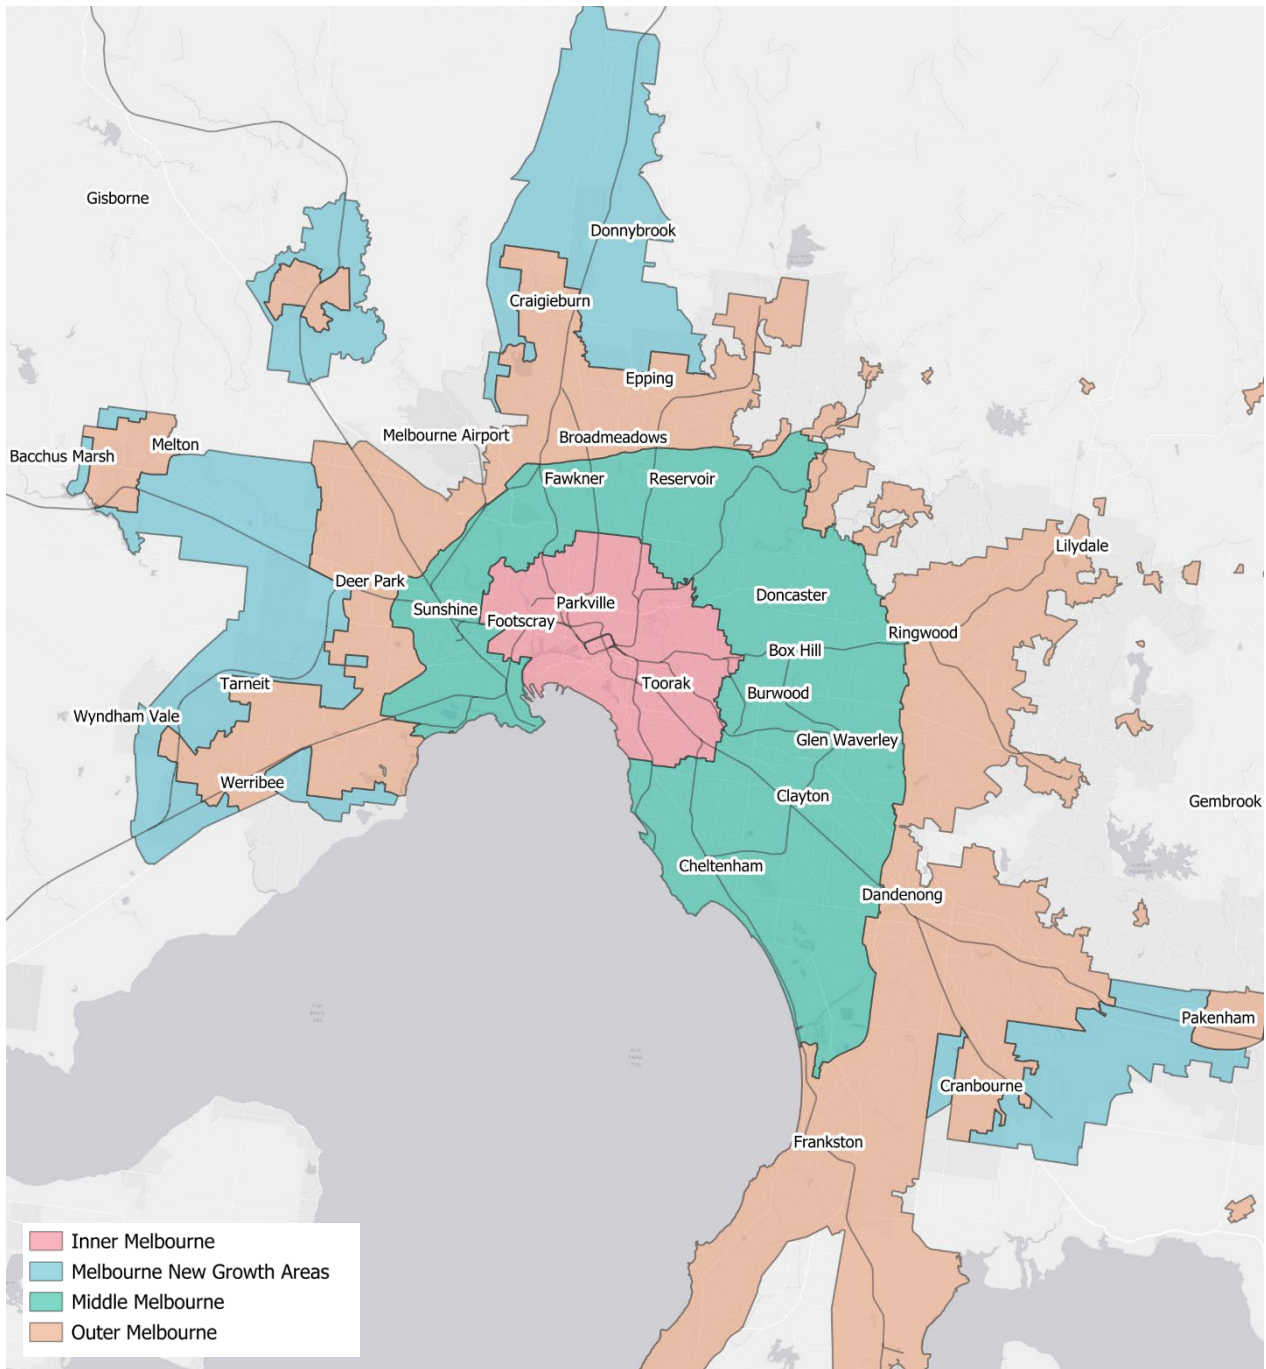 Gisborne
Donnybrook
Craigieburn
Epping
Melbourne Airport
Broadmeadows
Melton
Bacchus Marsh
Fawkner
Reservoir
Lilydale
Deer Park
Doncaster
Sunshine
Parkville
Footscray
Ringwood
Box Hill
Toorak
Burwood
Tarneit
Wyndham Vale
Glen Waverley
Werribee
Clayton
Gembrook
Cheltenham
Dandenong
Pakenham
Cranbourne
Frankston
Inner Melbourne
Melbourne New Growth Areas
Middle Melbourne
Outer Melbourne